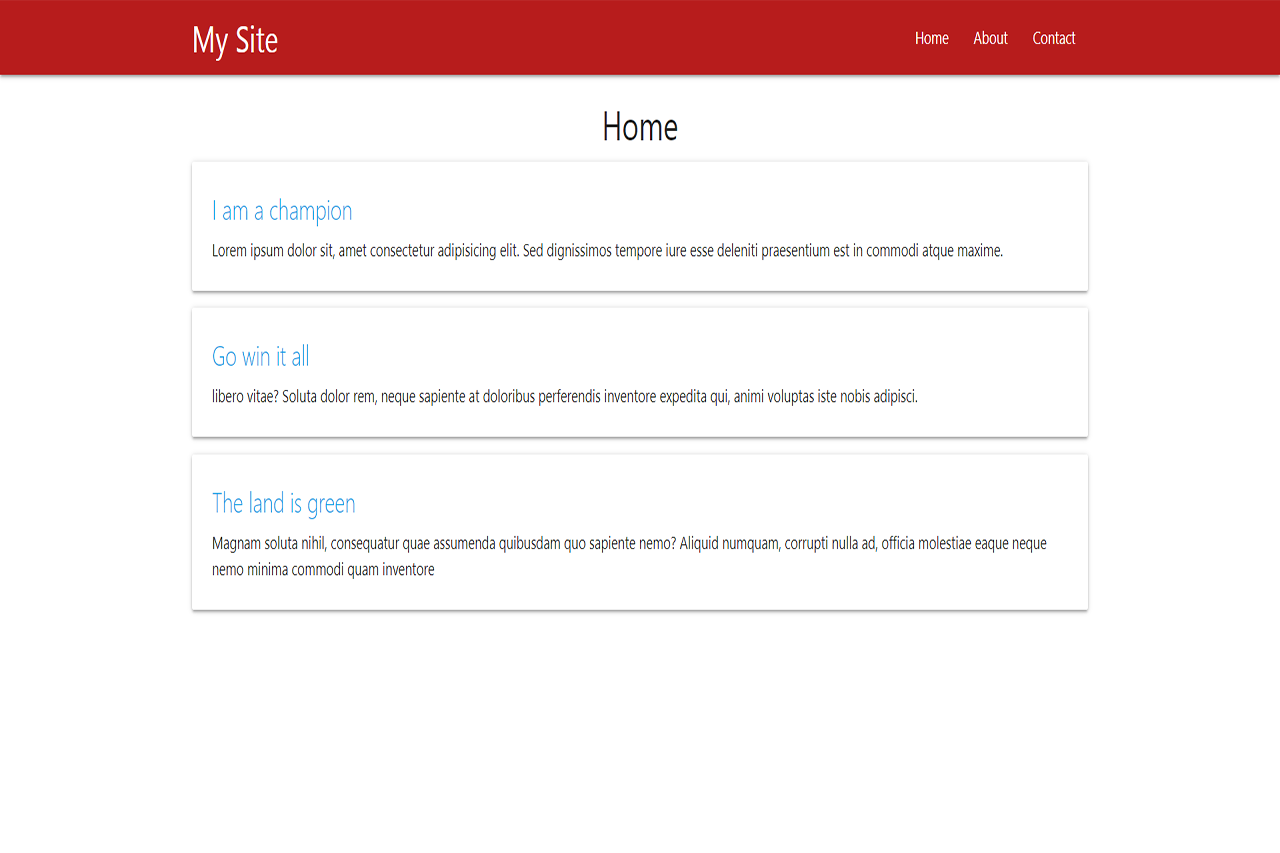 My Site
Home About Contact
Home
I am a champion
Lorem ipsum dolor sit, amet consectetur adipisicing elit. Sed dignissimos tempore iure esse deleniti praesentium est in commodi atque maxime.
Go win it all
libero vitae? Soluta dolor rem, neque sapiente at doloribus perferendis inventore expedita qui, animi voluptas iste nobis adipisci.
The land is green
Magnam soluta nihil, consequatur quae assumenda quibusdam quo sapiente nemo? Aliquid numquam, corrupti nulla ad, officia molestiae eaque neque
nemo minima commodi quam inventore